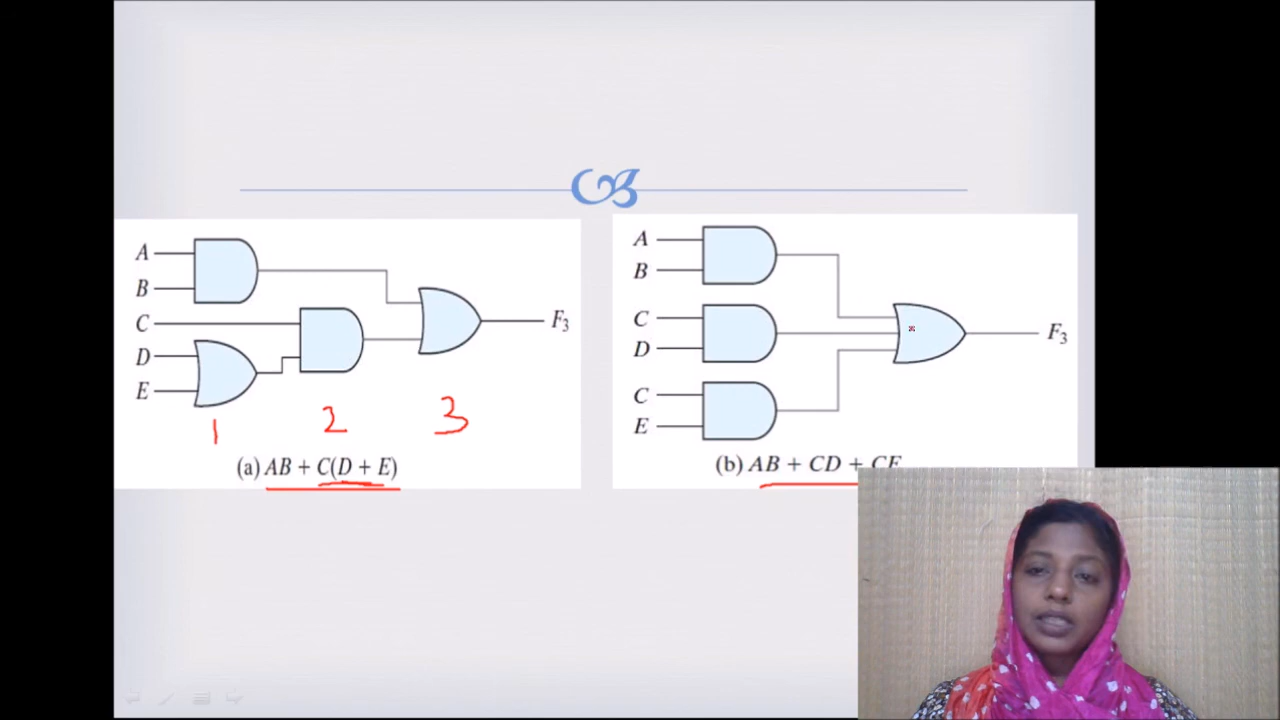 A
B
C
D
E
F3
1 2 3
(a) AB + C(D + E)
A
B
C
D
C
E
F3
(b) AB + CD + CE